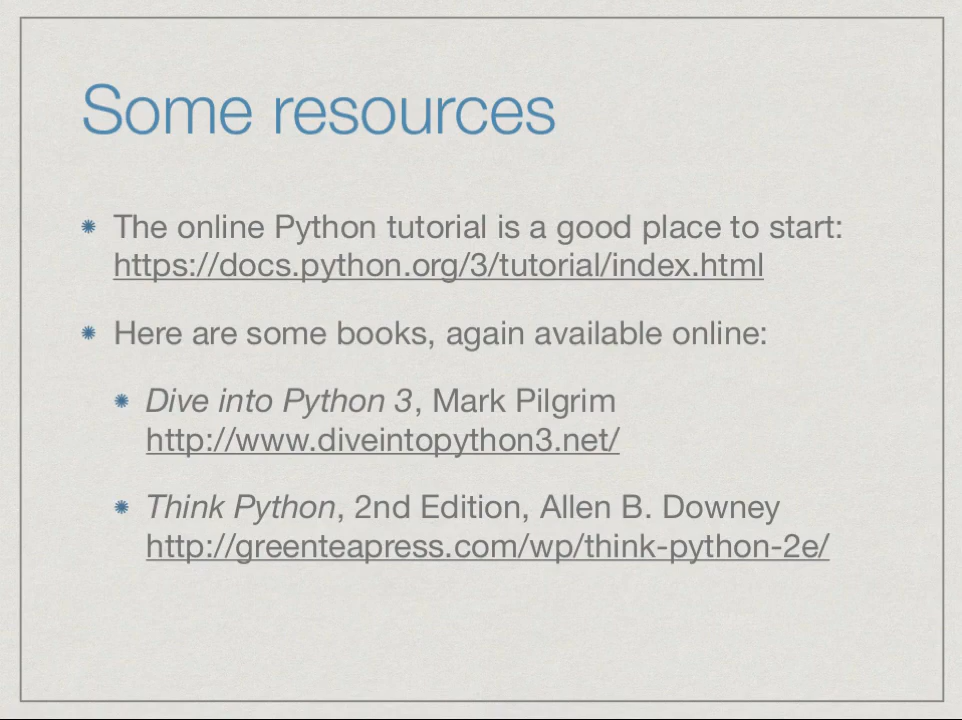 Some resources
The online Python tutorial is a good place to start:
https://docs.python.org/3/tutorial/index.html
Here are some books, again available online:
Dive into Python 3, Mark Pilgrim
http://www.diveintopython3.net/
Think Python, 2nd Edition, Allen B. Downey
http://greenteapress.com/wp/think-python-2e/